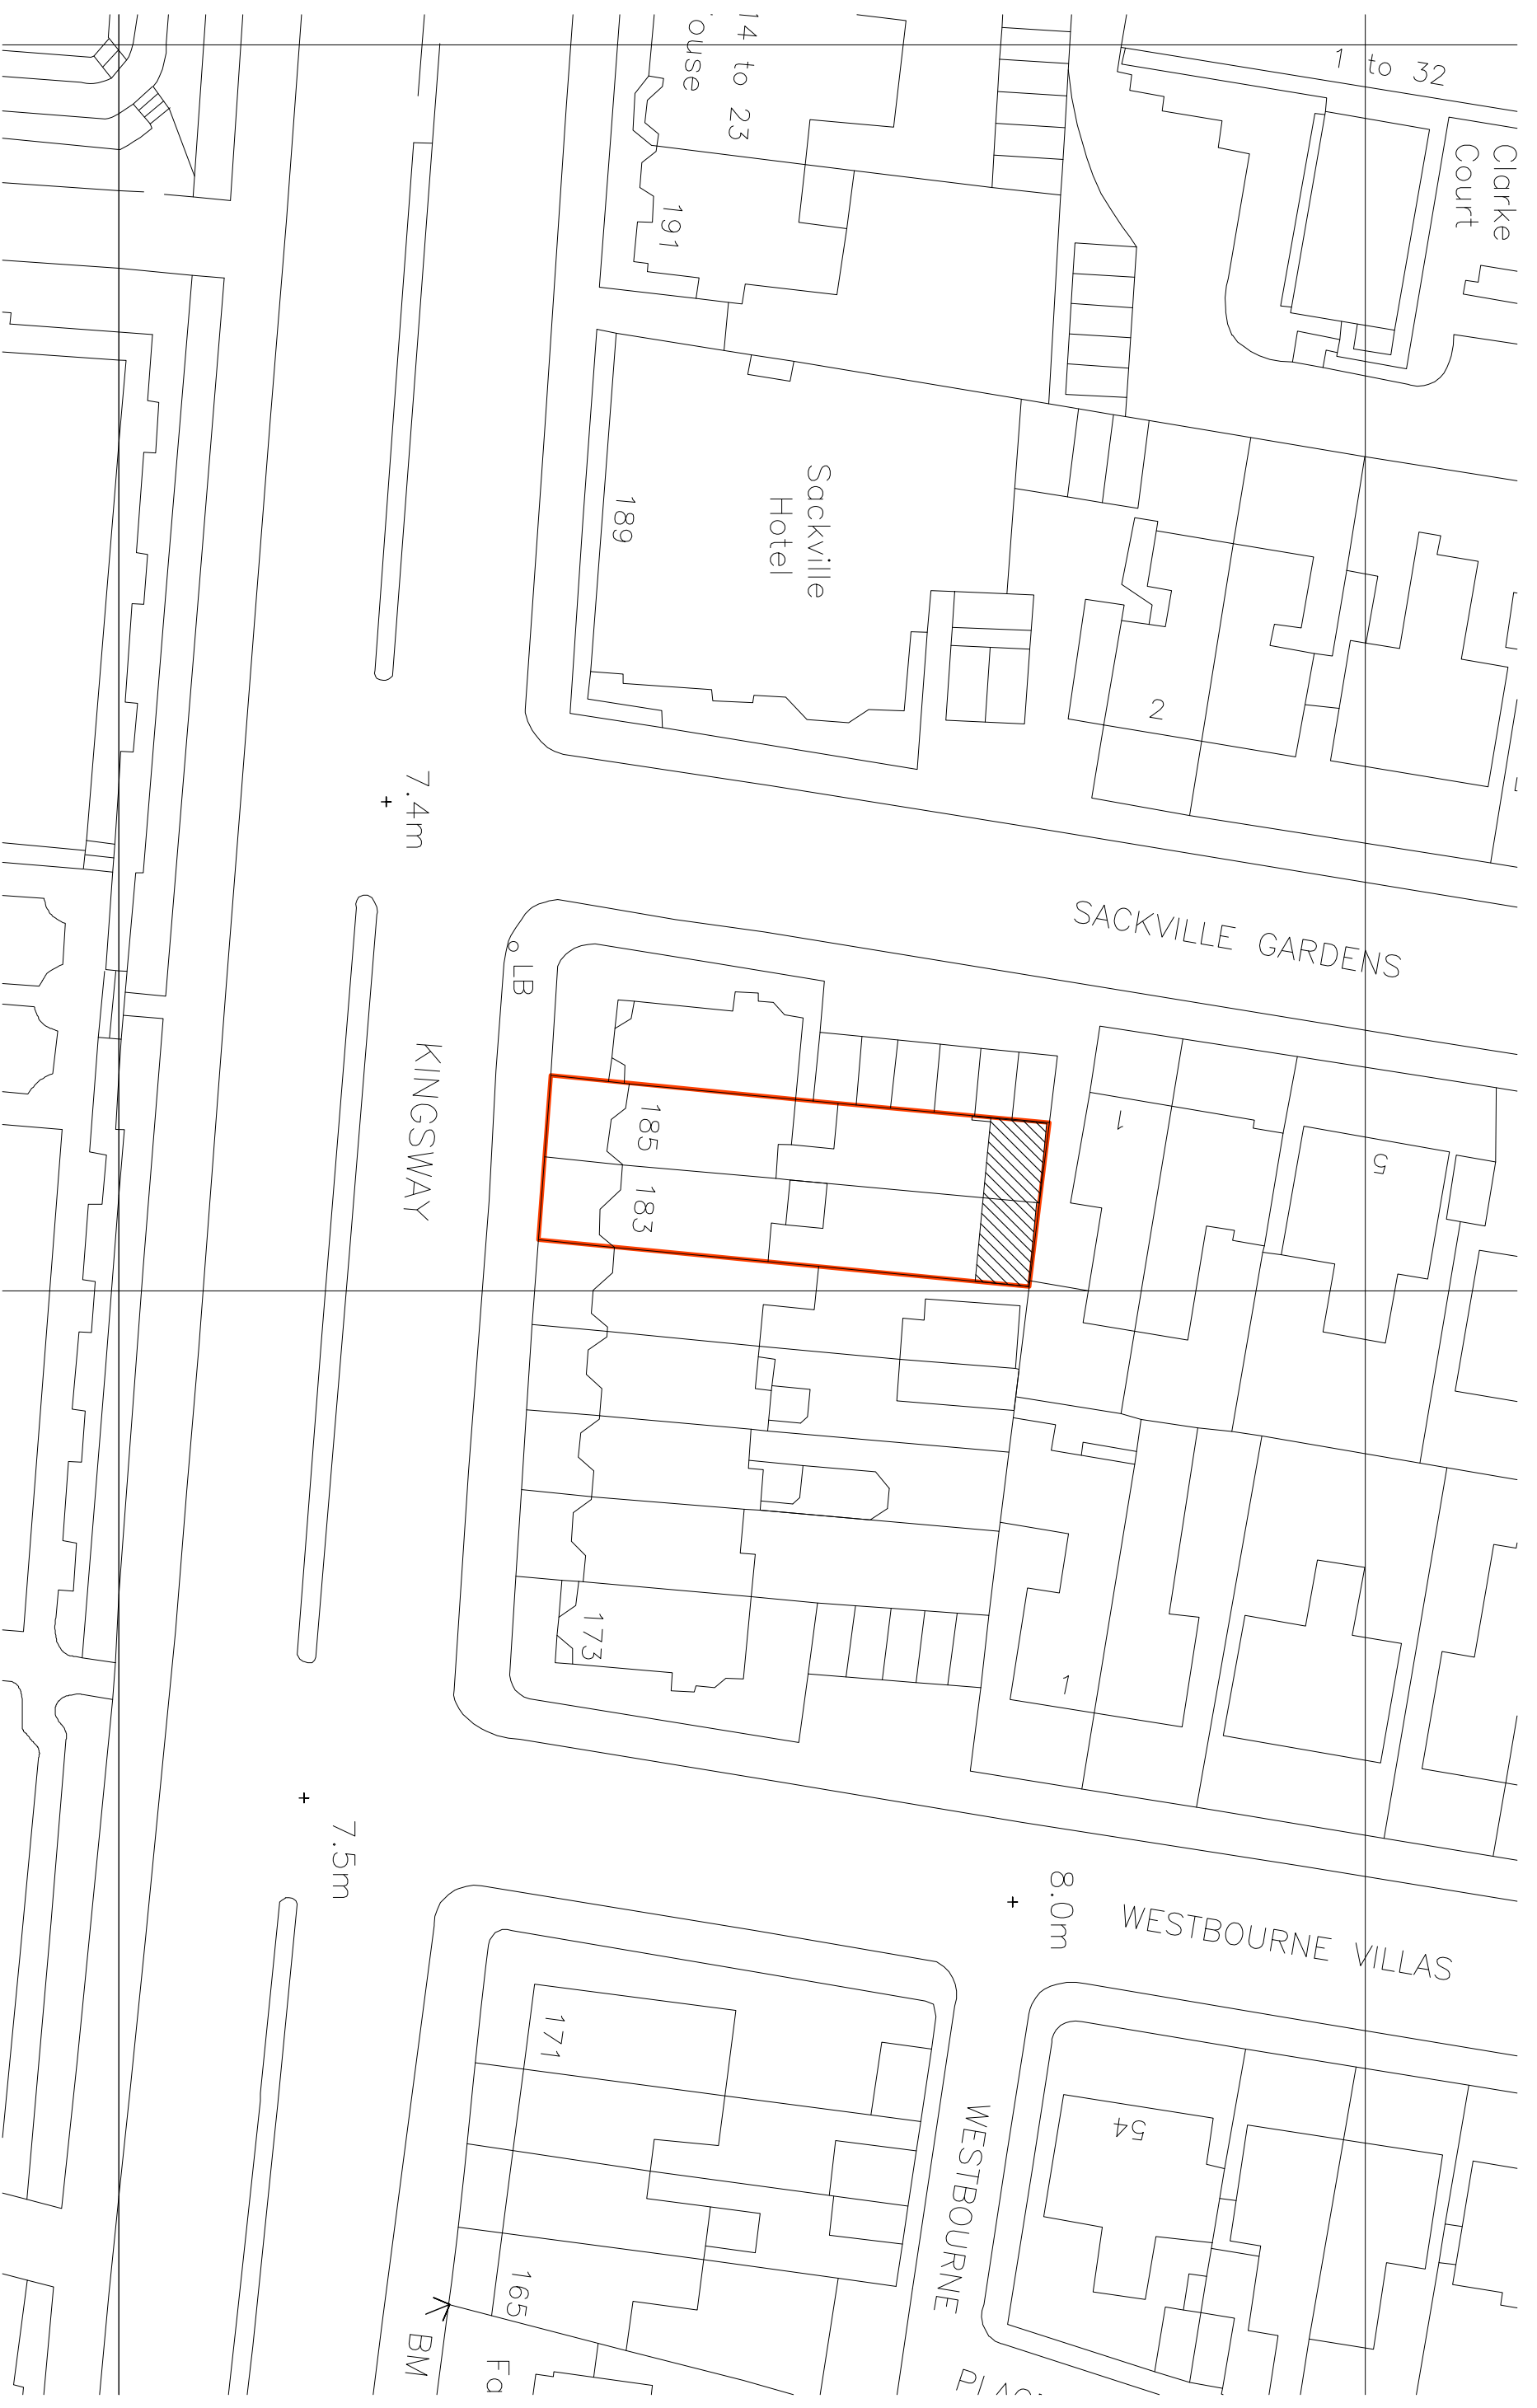 14 to 23
ouse
1 to 32
Clarke
Court
191
Sackville
Hotel
189
2
7.4m
SACKVILLE GARDENS
LB
KINGSWAY
185
183
1
5
173
1
7.5m
8.0m
WESTBOURNE VILLAS
171
54
WESTBOURNE
165
BM
Fa